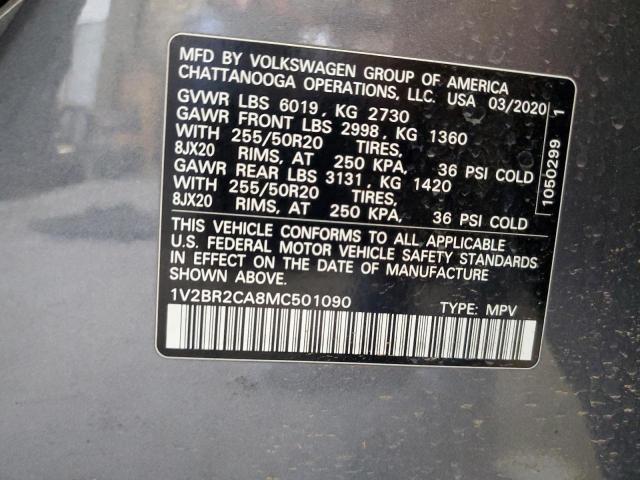 MFD BY VOLKSWAGEN GROUP OF AMERICA
CHATTANOOGA OPERATIONS, LLC. USA 03/2020
GVWR LBS 6019, KG 2730
GAWR FRONT LBS 2998, KG 1360
WITH 255/50R20 TIRES,
8JX20 RIMS, AT 250 KPA, 36 PSI COLD
GAWR REAR LBS 3131, KG 1420
WITH 255/50R20 TIRES,
8JX20 RIMS, AT 250 KPA, 36 PSI COLD
THIS VEHICLE CONFORMS TO ALL APPLICABLE
U.S. FEDERAL MOTOR VEHICLE SAFETY STANDARDS
IN EFFECT ON THE DATE OF MANUFACTURE
SHOWN ABOVE.
1V2BR2CA8MC501090 TYPE: MPV
1050299 1